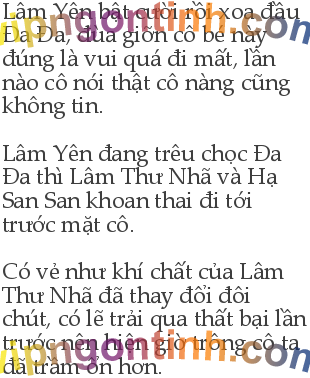 Lâm Yên bật cười rồi xoa đầu
Đa Đa, đùa giỡn cô bé này
đúng là vui quá đi mất, lần
nào cô nói thật cô nàng cũng
không tin.
Lâm Yên đang trêu chọc Đa
Đa thì Lâm Thư Nhã và Hạ
San San khoan thai đi tới
trước mặt cô.
Có vẻ như khí chất của Lâm
Thư Nhã đã thay đổi đôi
chút, có lẽ trải qua thất bại lần
trước nên hiện giờ trông cô ta
đã trầm ổn hơn.